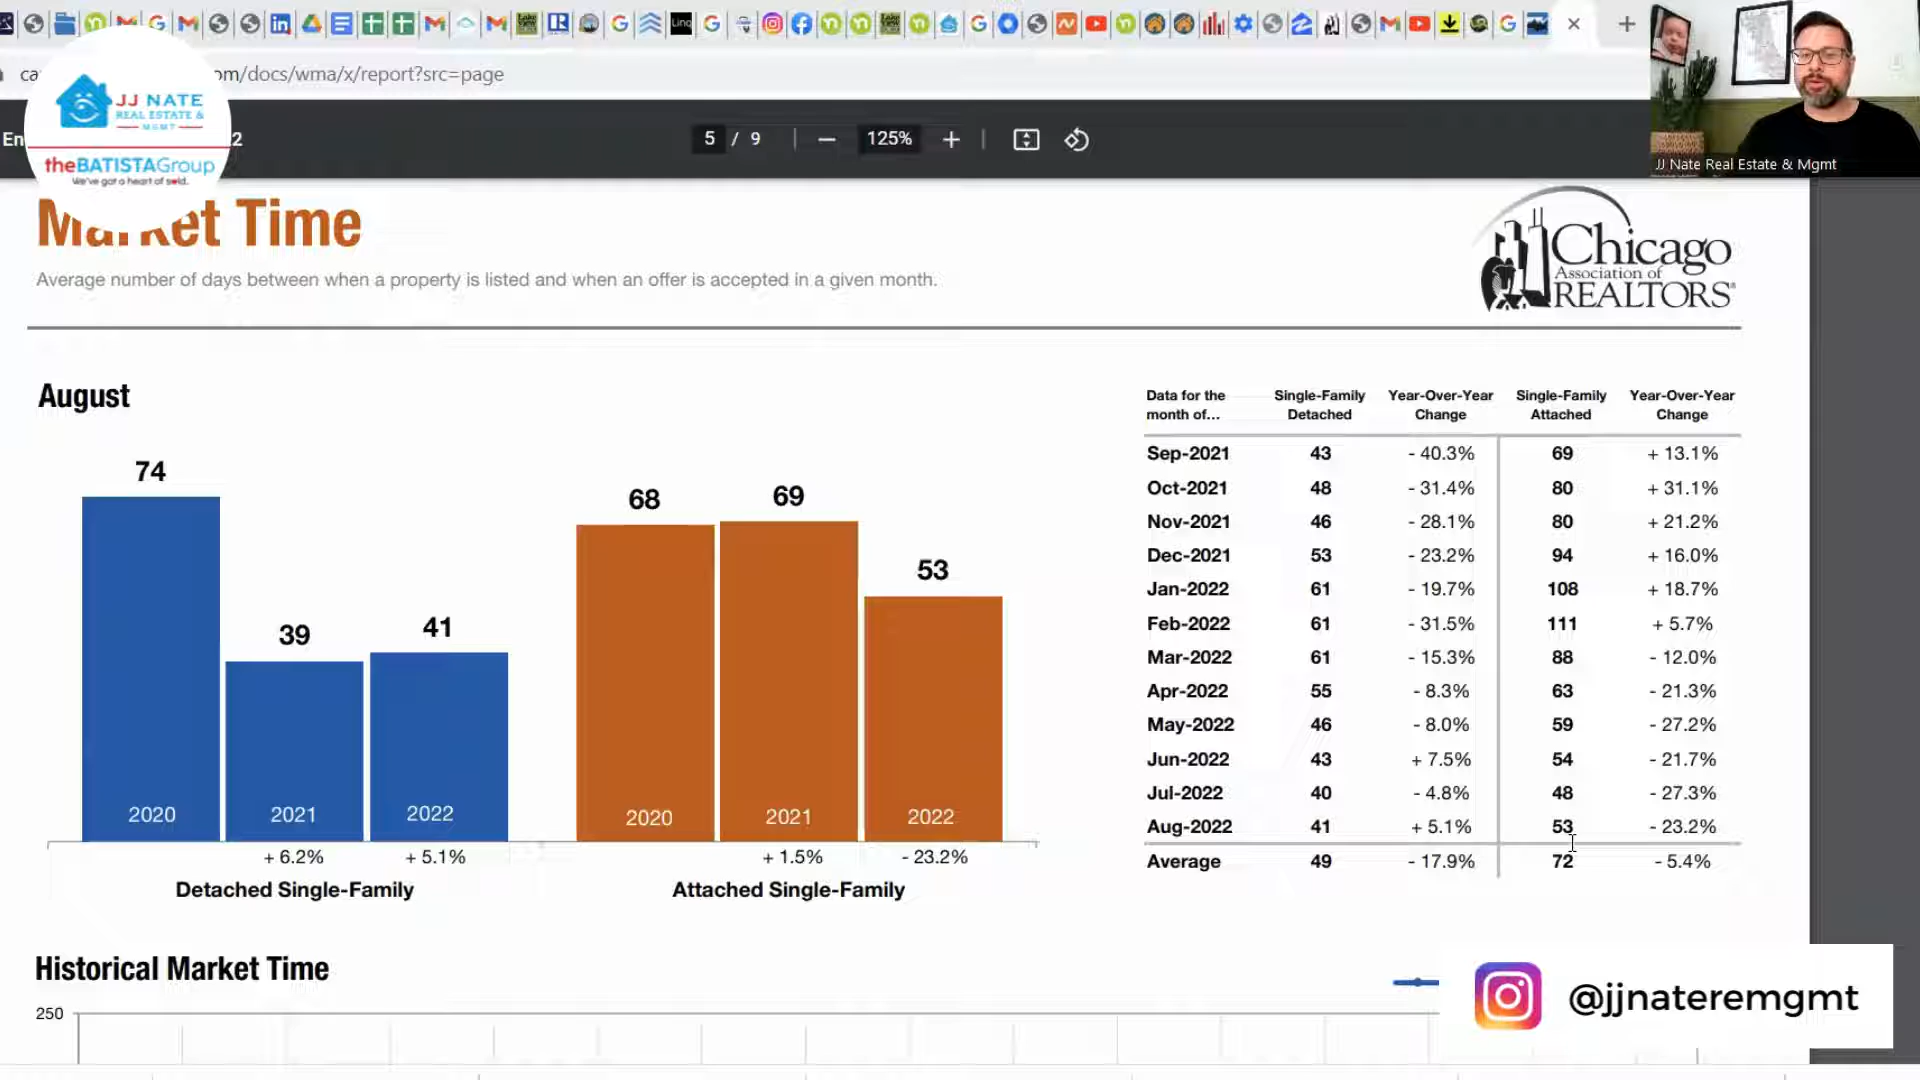 om/docs/wma/x/report?src=page
JJ NATE
REAL ESTATE &
MGMT
theBATISTAGroup
We've got a heart of sold.
En
2
5 / 9
125%
JJ Nate Real Estate & Mgmt
Market Time
Average number of days between when a property is listed and when an offer is accepted in a given month.
Chicago
Association of
REALTORS®
August
74
39
41
68
69
53
2020
2021
2022
2020
2021
2022
+ 6.2%
+ 5.1%
+ 1.5%
- 23.2%
Detached Single-Family
Attached Single-Family
Data for the month of... Single-Family Detached Year-Over-Year Change Single-Family Attached Year-Over-Year Change
Sep-2021 43 - 40.3% 69 + 13.1%
Oct-2021 48 - 31.4% 80 + 31.1%
Nov-2021 46 - 28.1% 80 + 21.2%
Dec-2021 53 - 23.2% 94 + 16.0%
Jan-2022 61 - 19.7% 108 + 18.7%
Feb-2022 61 - 31.5% 111 + 5.7%
Mar-2022 61 - 15.3% 88 - 12.0%
Apr-2022 55 - 8.3% 63 - 21.3%
May-2022 46 - 8.0% 59 - 27.2%
Jun-2022 43 + 7.5% 54 - 21.7%
Jul-2022 40 - 4.8% 48 - 27.3%
Aug-2022 41 + 5.1% 53 - 23.2%
Average 49 - 17.9% 72 - 5.4%
Historical Market Time
250
@jjnateremgmt